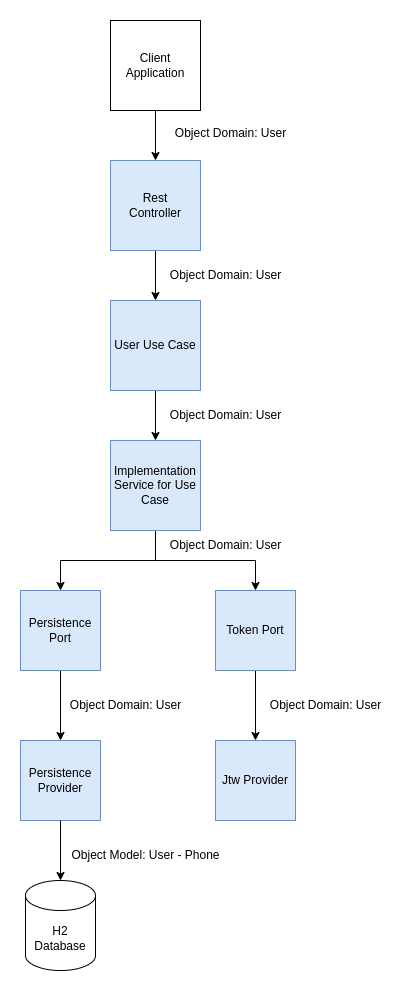 Client
Application
Object Domain: User
Rest
Controller
Object Domain: User
User Use Case
Object Domain: User
Implementation
Service for Use
Case
Object Domain: User
Persistence
Port
Token Port
Object Domain: User
Object Domain: User
Persistence
Provider
Jtw Provider
Object Model: User - Phone
H2
Database